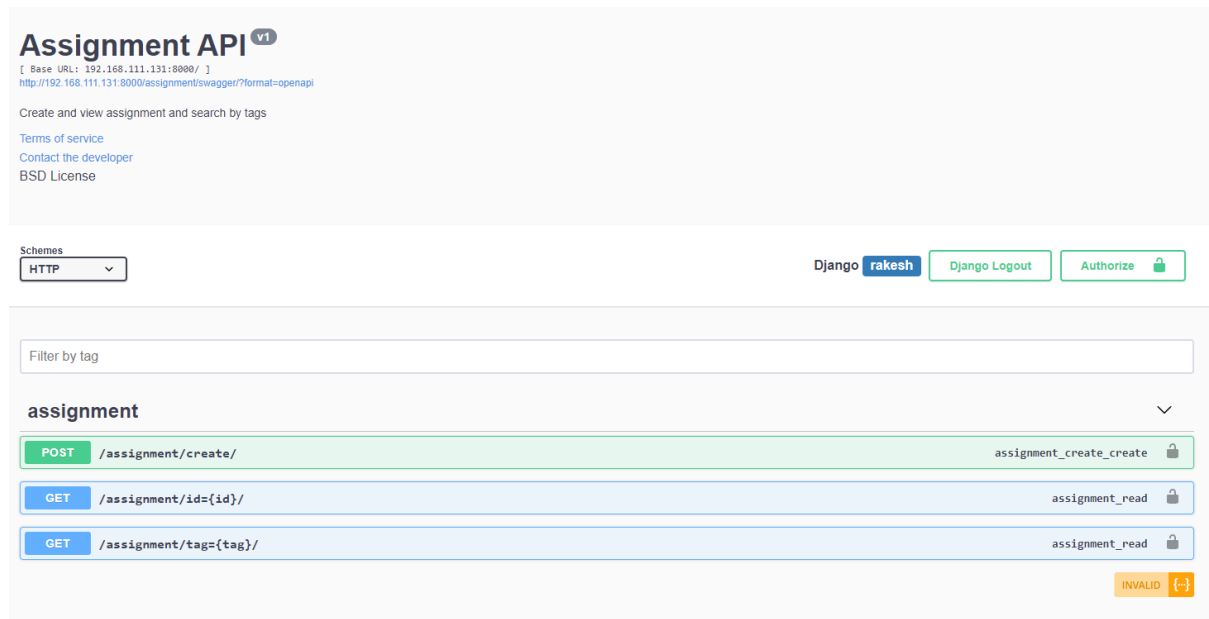 Assignment API v1
[ Base URL: 192.168.111.131:8000/ ]
http://192.168.111.131:8000/assignment/swagger/?format=openapi
Create and view assignment and search by tags
Terms of service
Contact the developer
BSD License
Schemes
HTTP
Django rakesh Django Logout Authorize
Filter by tag
assignment
POST /assignment/create/ assignment_create_create
GET /assignment/id={id}/ assignment_read
GET /assignment/tag={tag}/ assignment_read
INVALID {...}